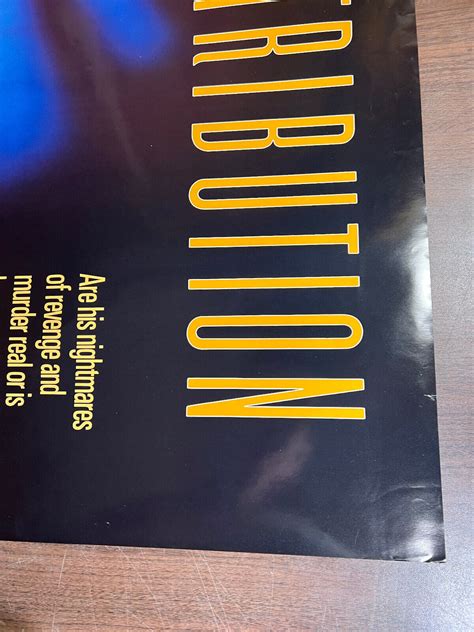 RIBUTION
Are his nightmares
of revenge and
murder real or is